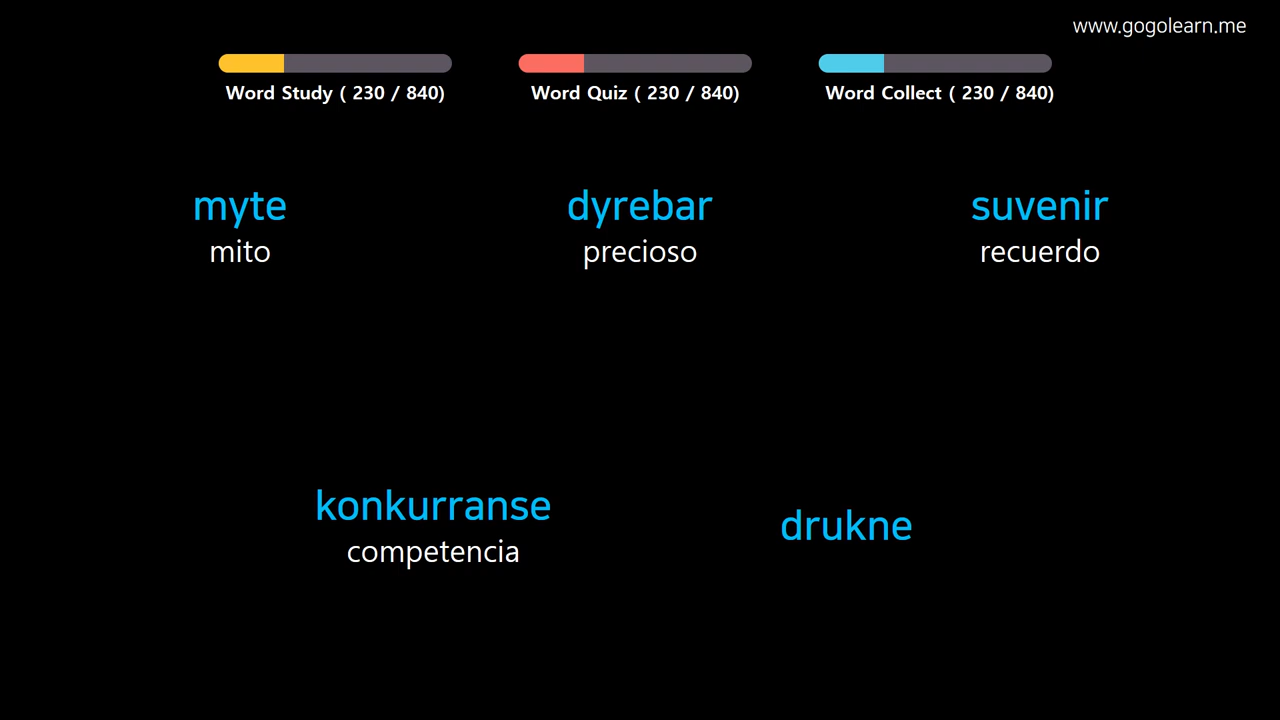 www.gogolearn.me
Word Study ( 230 / 840)
Word Quiz ( 230 / 840)
Word Collect ( 230 / 840)
myte
mito
dyrebar
precioso
suvenir
recuerdo
konkurranse
competencia
drukne